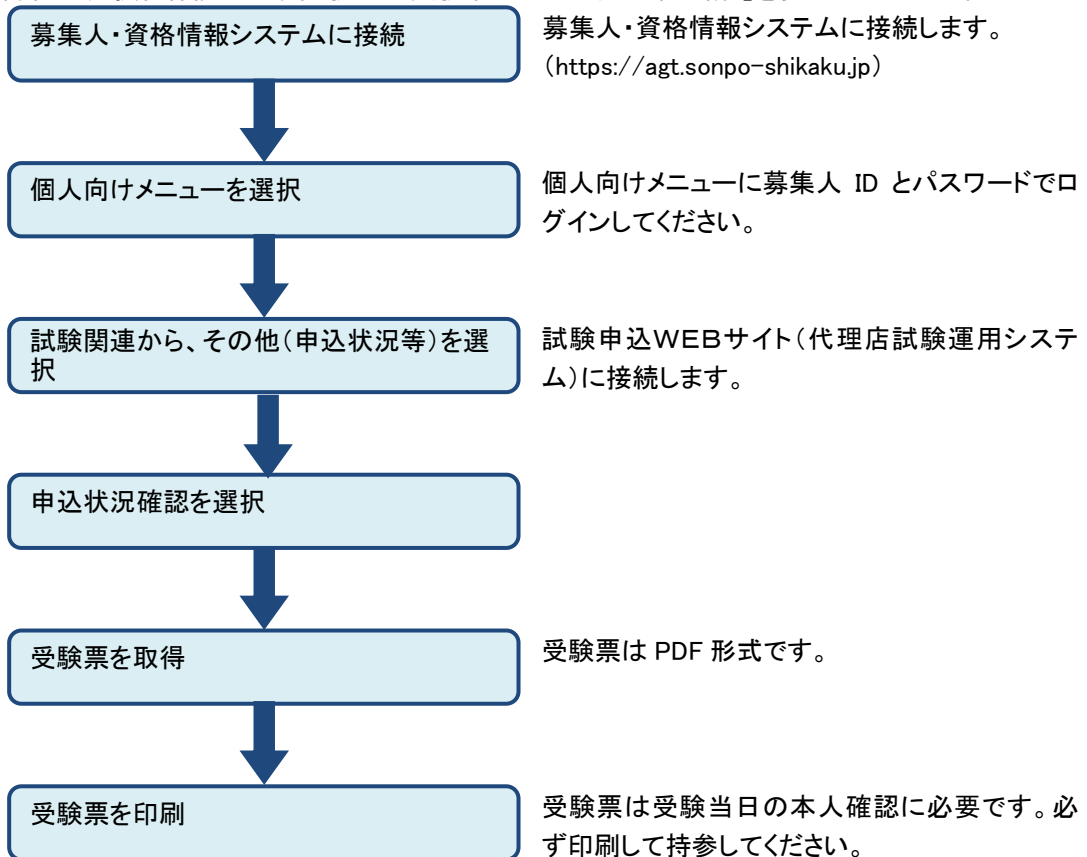 募集人・資格情報システムに接続
募集人・資格情報システムに接続します。
（https://agt.sonpo-shikaku.jp）
個人向けメニューを選択
個人向けメニューに募集人 ID とパスワードでロ
グインしてください。
試験関連から、その他（申込状況等）を選
択
試験申込ＷＥＢサイト（代理店試験運用システ
ム）に接続します。
申込状況確認を選択
受験票を取得
受験票は PDF 形式です。
受験票を印刷
受験票は受験当日の本人確認に必要です。必
ず印刷して持参してください。